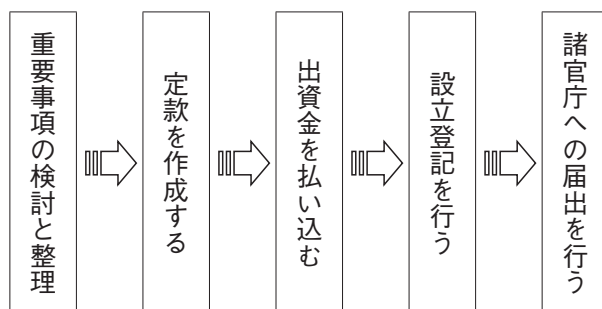 重要事項の検討と整理
定款を作成する
出資金を払い込む
設立登記を行う
諸官庁への届出を行う